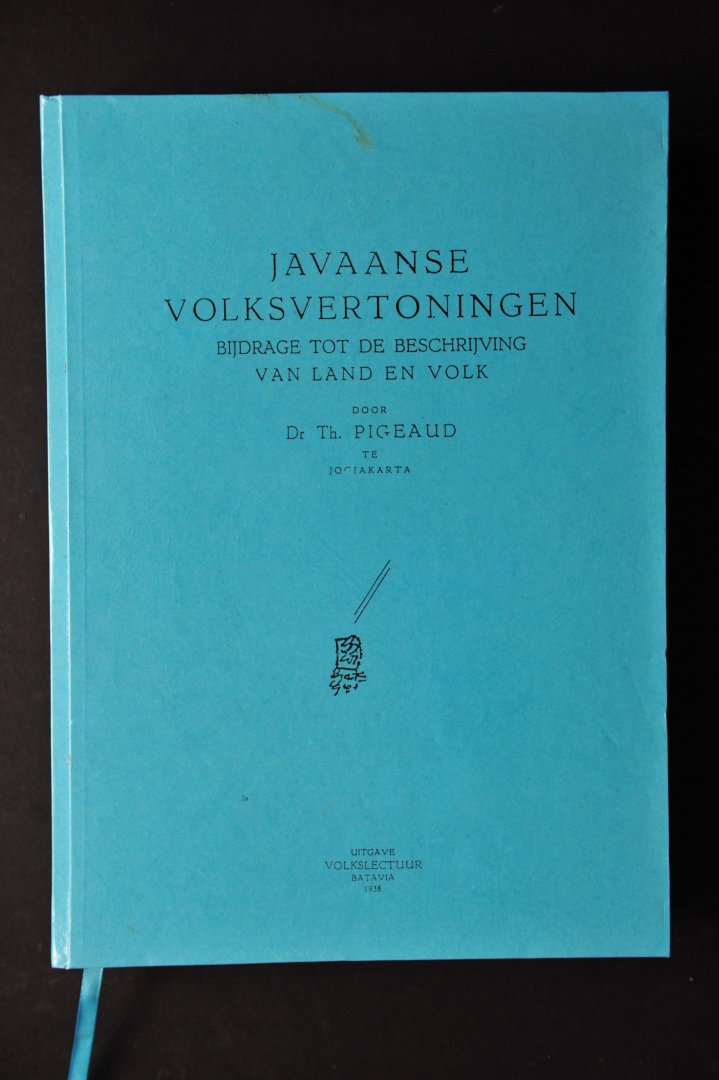 JAVAANSE
VOLKSVERTONINGEN
BIJDRAGE TOT DE BESCHRIJVING
VAN LAND EN VOLK
DOOR
Dr Th. PIGEAUD
TE
JOGJAKARTA
UITGAVE
VOLKSLECTUUR
BATAVIA
1938